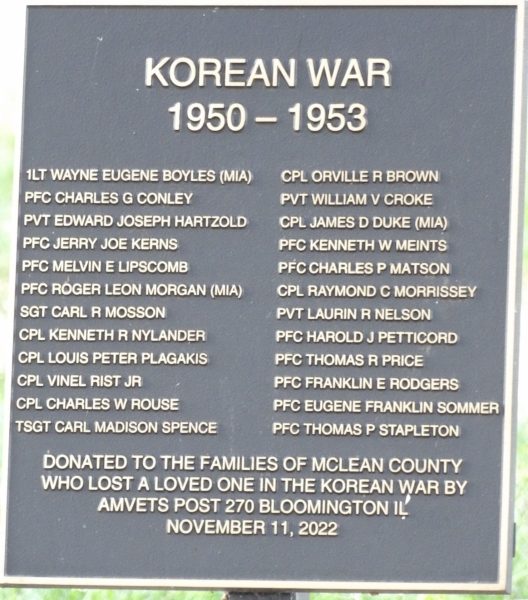 KOREAN WAR
1950 – 1953
1LT WAYNE EUGENE BOYLES (MIA)
PFC CHARLES G CONLEY
PVT EDWARD JOSEPH HARTZOLD
PFC JERRY JOE KERNS
PFC MELVIN E LIPSCOMB
PFC ROGER LEON MORGAN (MIA)
SGT CARL R MOSSON
CPL KENNETH R NYLANDER
CPL LOUIS PETER PLAGAKIS
CPL VINEL RIST JR
CPL CHARLES W ROUSE
TSGT CARL MADISON SPENCE
CPL ORVILLE R BROWN
PVT WILLIAM V CROKE
CPL JAMES D DUKE (MIA)
PFC KENNETH W MEINTS
PFC CHARLES P MATSON
CPL RAYMOND C MORRISSEY
PVT LAURIN R NELSON
PFC HAROLD J PETTICORD
PFC THOMAS R PRICE
PFC FRANKLIN E RODGERS
PFC EUGENE FRANKLIN SOMMER
PFC THOMAS P STAPLETON
DONATED TO THE FAMILIES OF MCLEAN COUNTY
WHO LOST A LOVED ONE IN THE KOREAN WAR BY
AMVETS POST 270 BLOOMINGTON IL
NOVEMBER 11, 2022